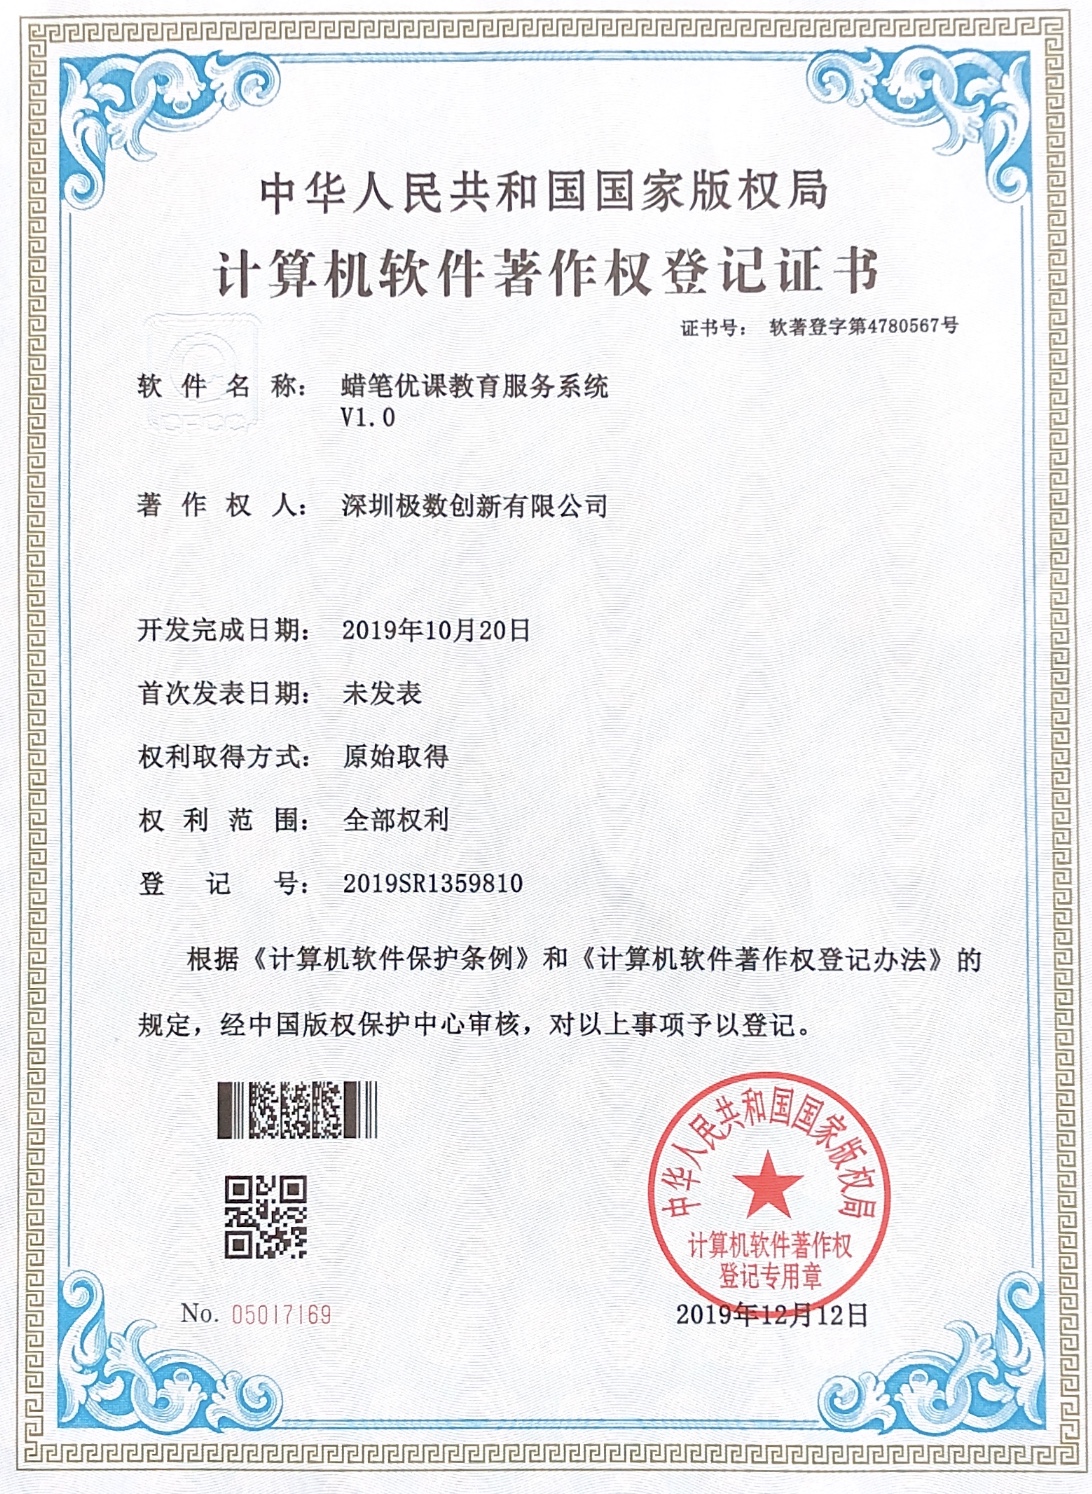 中华人民共和国国家版权局
计算机软件著作权登记证书
证书号： 软著登字第4780567号
软件名称： 蜡笔优课教育服务系统
V1.0
著作权人： 深圳极数创新有限公司
开发完成日期： 2019年10月20日
首次发表日期： 未发表
权利取得方式： 原始取得
权利范围： 全部权利
登记号： 2019SR1359810
根据《计算机软件保护条例》和《计算机软件著作权登记办法》的
规定，经中国版权保护中心审核，对以上事项予以登记。
中华人民共和国国家版权局
计算机软件著作权
登记专用章
No. 05017169
2019年12月12日